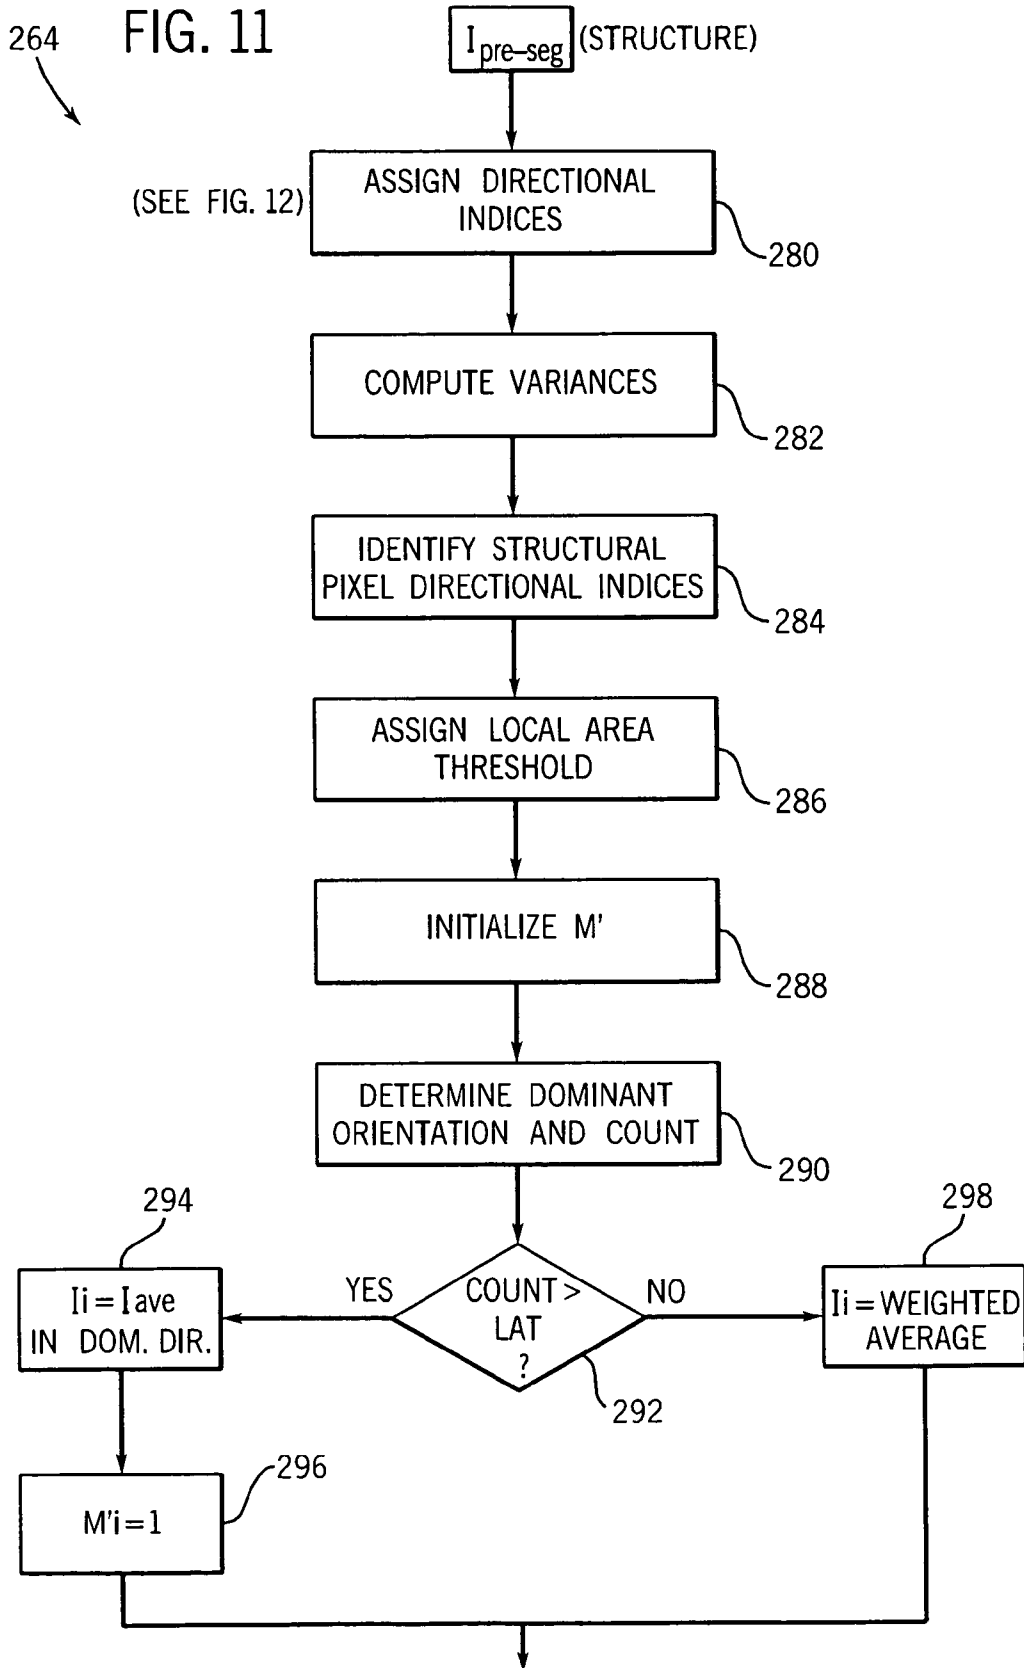 264
FIG. 11
I pre-seg (STRUCTURE)
(SEE FIG. 12)
ASSIGN DIRECTIONAL
INDICES
280
COMPUTE VARIANCES
282
IDENTIFY STRUCTURAL
PIXEL DIRECTIONAL INDICES
284
ASSIGN LOCAL AREA
THRESHOLD
286
INITIALIZE M'
288
DETERMINE DOMINANT
ORIENTATION AND COUNT
290
294
298
YES
COUNT >
LAT
?
NO
292
Ii = Iave
IN DOM. DIR.
Ii = WEIGHTED
AVERAGE
296
M'i = 1